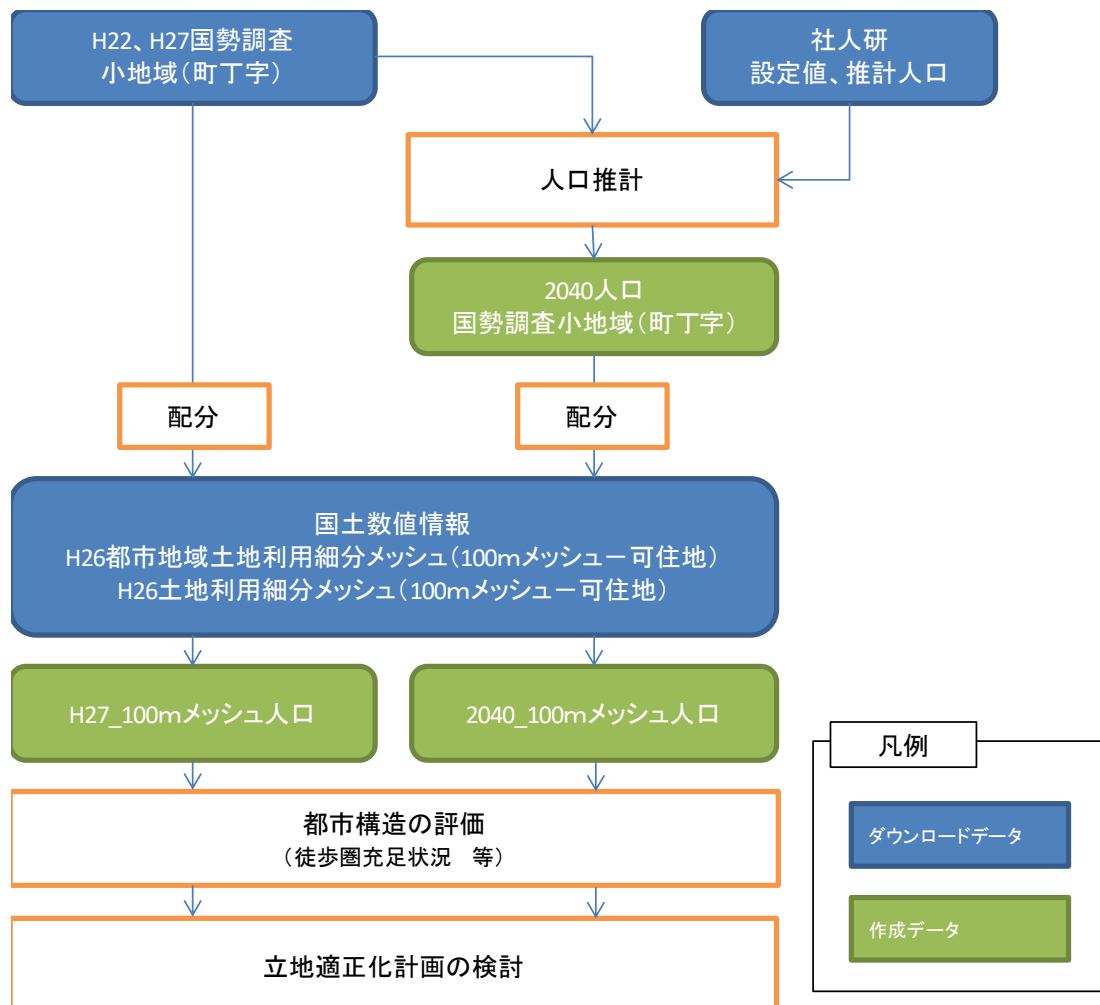 H22、H27国勢調査
小地域(町丁字)
社人研
設定値、推計人口
人口推計
2040人口
国勢調査小地域(町丁字)
配分
配分
国土数値情報
H26都市地域土地利用細分メッシュ(100mメッシュー可住地)
H26土地利用細分メッシュ(100mメッシュー可住地)
H27_100mメッシュ人口
2040_100mメッシュ人口
凡例
ダウンロードデータ
作成データ
都市構造の評価
(徒歩圏充足状況 等)
立地適正化計画の検討